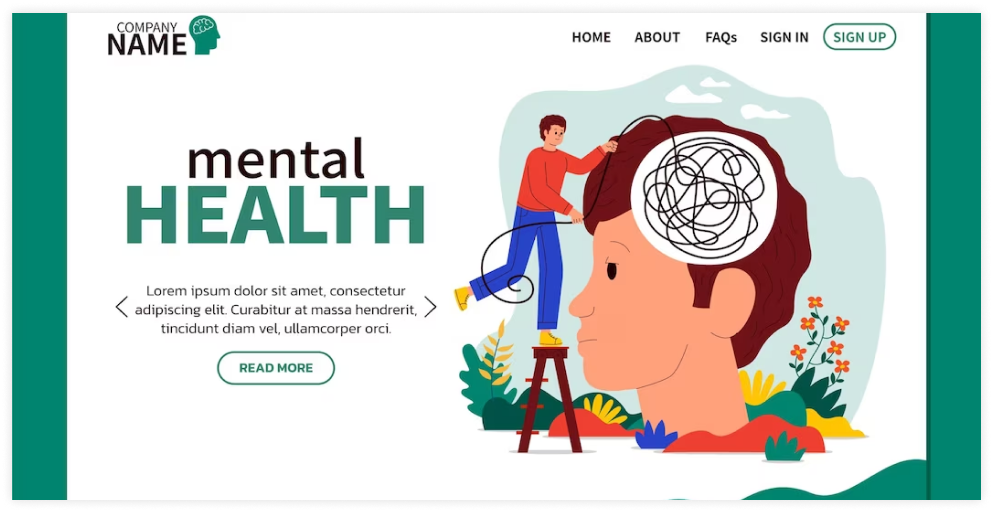 COMPANY
NAME
HOME ABOUT FAQs SIGN IN SIGN UP
mental
HEALTH
Lorem ipsum dolor sit amet, consectetur
adipiscing elit. Curabitur at massa hendrerit,
tincidunt diam vel, ullamcorper orci.
READ MORE